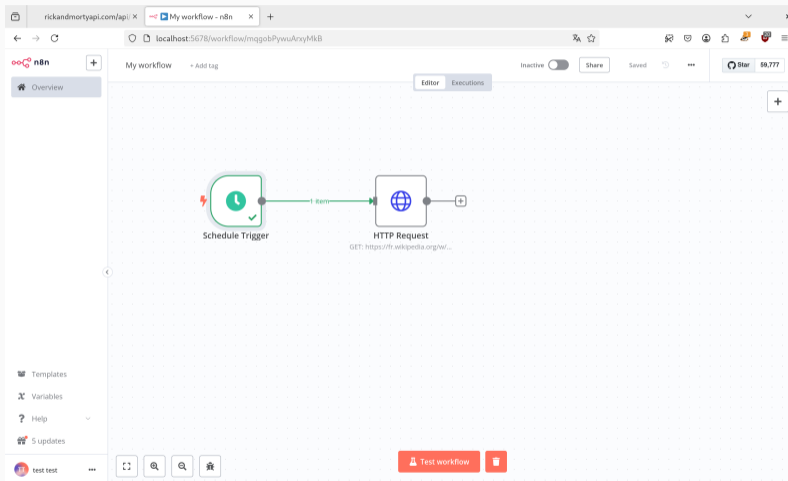 rickandmortyapi.com/api/
My workflow - n8n
localhost:5678/workflow/mqgobPywuArxyMkB
n8n
My workflow
+ Add tag
Inactive
Share
Saved
Star
59,777
Overview
Editor
Executions
1 item
Schedule Trigger
HTTP Request
GET: https://fr.wikipedia.org/w/...
Templates
Variables
Help
5 updates
TT
test test
Test workflow